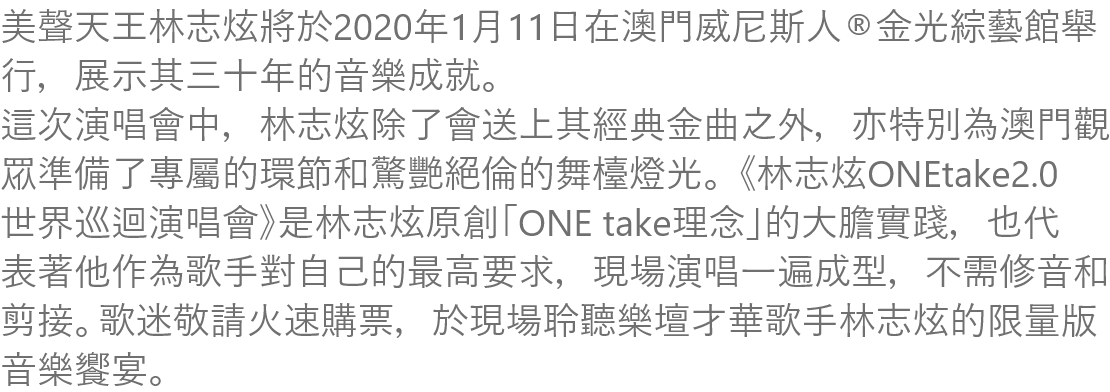 美聲天王林志炫將於2020年1月11日在澳門威尼斯人®金光綜藝館舉
行，展示其三十年的音樂成就。
這次演唱會中，林志炫除了會送上其經典金曲之外，亦特別為澳門觀
眾準備了專屬的環節和驚艷絕倫的舞檯燈光。《林志炫ONEtake2.0
世界巡迴演唱會》是林志炫原創「ONE take理念」的大膽實踐，也代
表著他作為歌手對自己的最高要求，現場演唱一遍成型，不需修音和
剪接。歌迷敬請火速購票，於現場聆聽樂壇才華歌手林志炫的限量版
音樂饗宴。